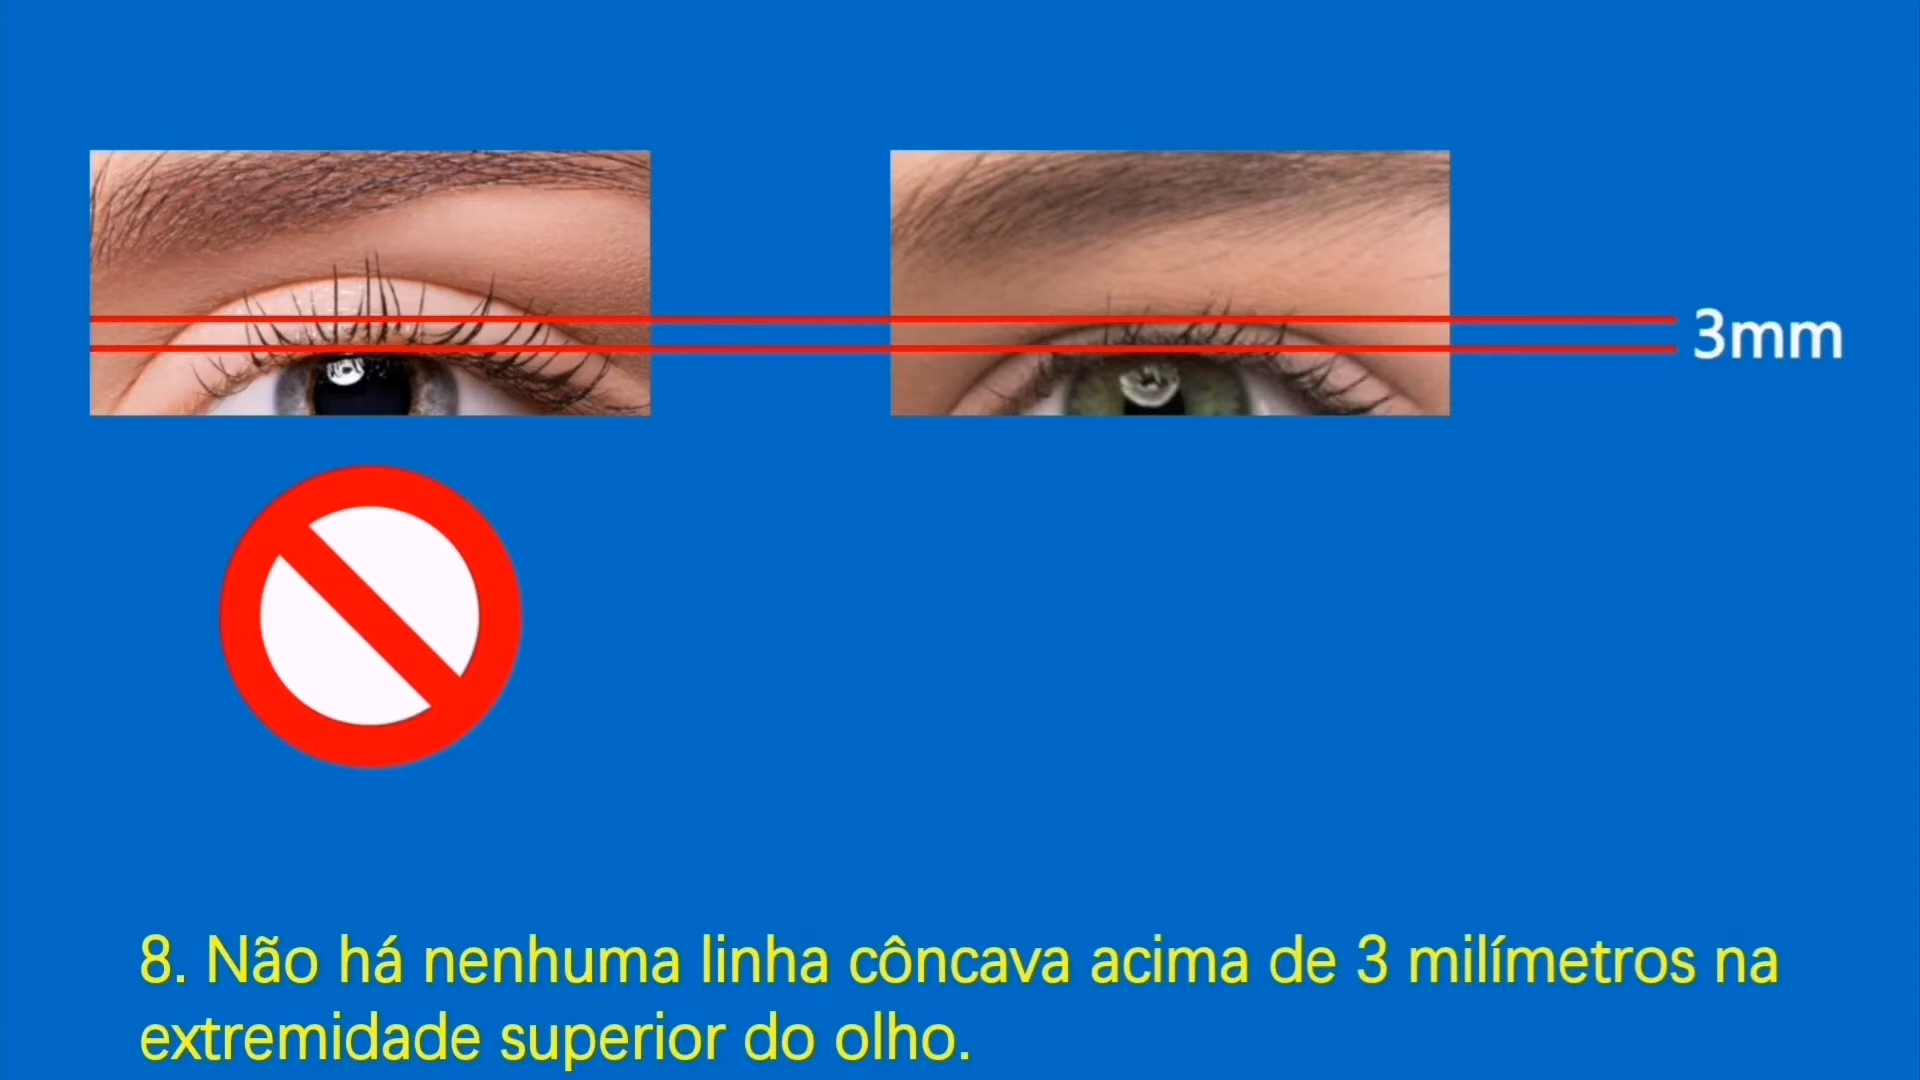 3mm
8. Não há nenhuma linha côncava acima de 3 milímetros na
extremidade superior do olho.